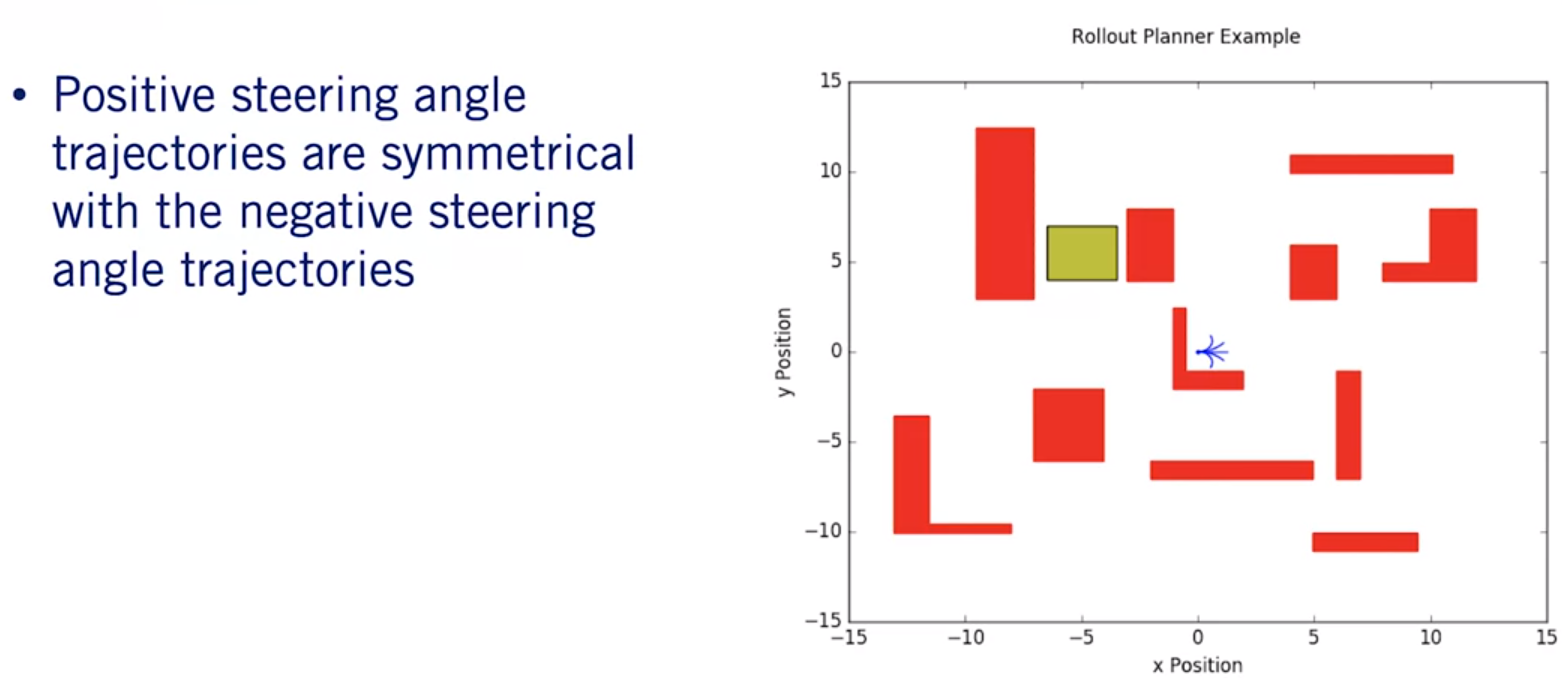 • Positive steering angle
trajectories are symmetrical
with the negative steering
angle trajectories
Rollout Planner Example
15
10
5
0
−5
−10
−15
y Position
−15 −10 −5 0 5 10 15
x Position